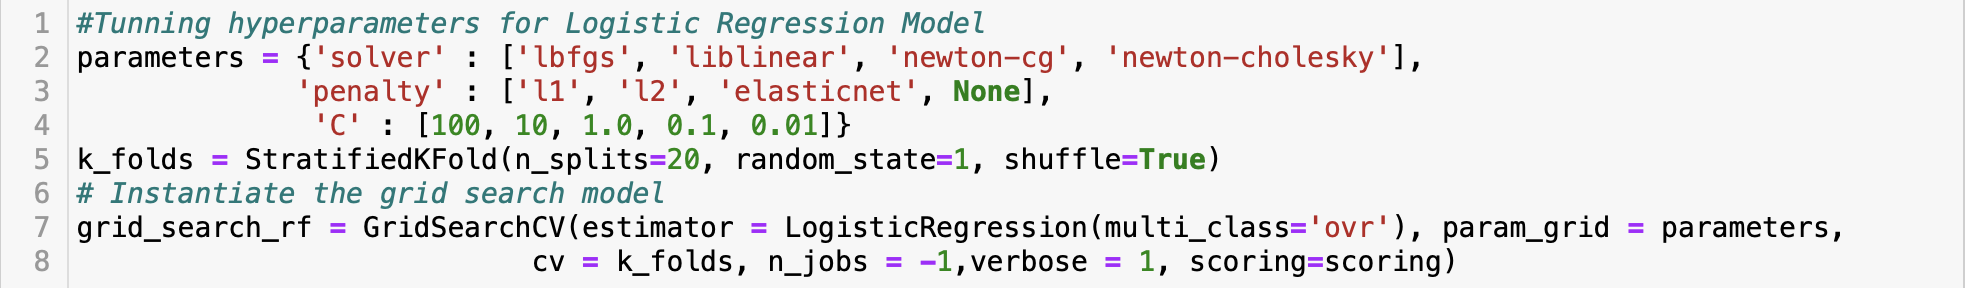 1 #Tunning hyperparameters for Logistic Regression Model
2 parameters = {'solver' : ['lbfgs', 'liblinear', 'newton-cg', 'newton-cholesky'],
3              'penalty' : ['l1', 'l2', 'elasticnet', None],
4               'C' : [100, 10, 1.0, 0.1, 0.01]}
5 k_folds = StratifiedKFold(n_splits=20, random_state=1, shuffle=True)
6 # Instantiate the grid search model
7 grid_search_rf = GridSearchCV(estimator = LogisticRegression(multi_class='ovr'), param_grid = parameters,
8                            cv = k_folds, n_jobs = -1,verbose = 1, scoring=scoring)